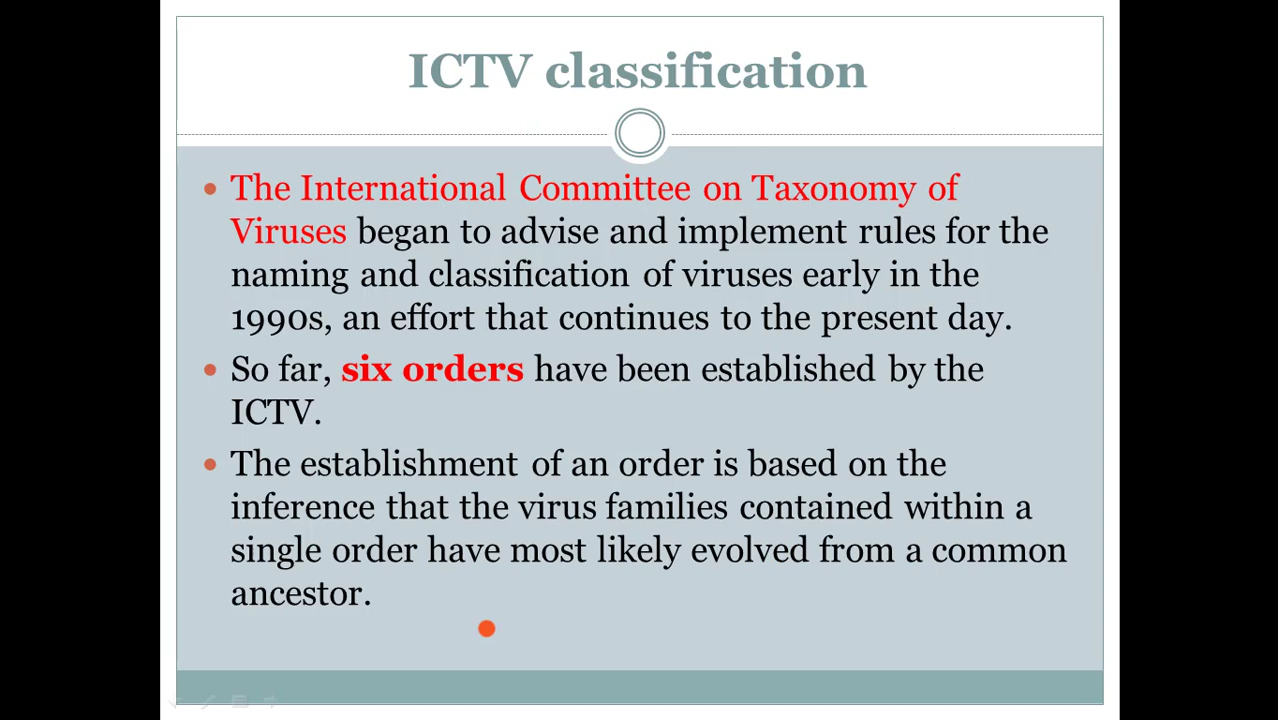 ICTV classification
The International Committee on Taxonomy of
Viruses began to advise and implement rules for the
naming and classification of viruses early in the
1990s, an effort that continues to the present day.
So far, six orders have been established by the
ICTV.
The establishment of an order is based on the
inference that the virus families contained within a
single order have most likely evolved from a common
ancestor.